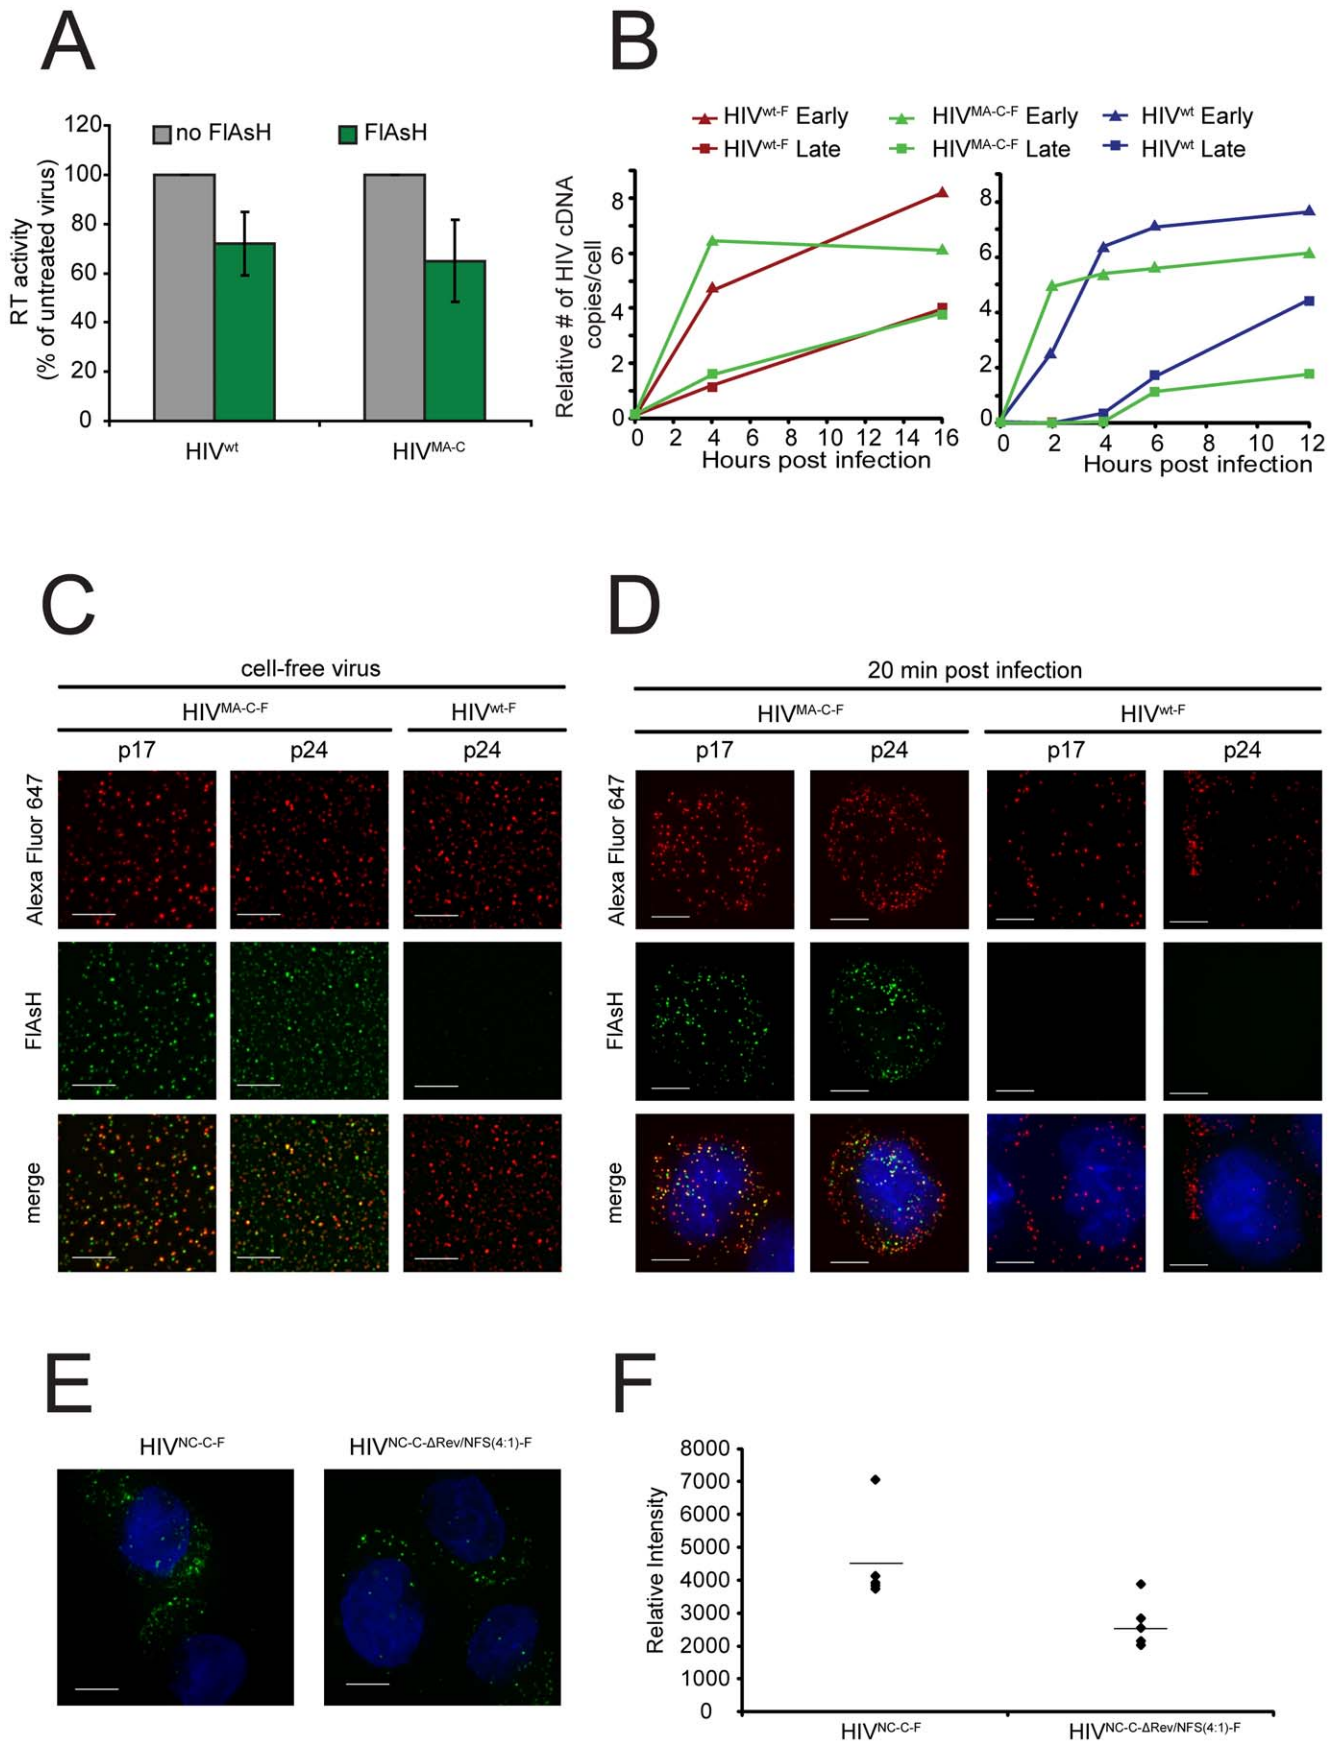 A
B
120
100
80
60
40
20
0
RT activity
(% of untreated virus)
no FlAsH
FlAsH
HIVwt
HIVMA-C
HIVwt-F Early
HIVMA-C-F Early
HIVwt Early
HIVwt-F Late
HIVMA-C-F Late
HIVwt Late
Relative # of HIV cDNA
copies/cell
8
6
4
2
0
0 2 4 6 8 10 12 14 16
Hours post infection
8
6
4
2
0
0 2 4 6 8 10 12
Hours post infection
C
D
cell-free virus
HIVMA-C-F
HIVwt-F
p17
p24
p24
Alexa Fluor 647
FlAsH
merge
20 min post infection
HIVMA-C-F
HIVwt-F
p17
p24
p17
p24
Alexa Fluor 647
FlAsH
merge
E
F
HIVNC-C-F
HIVNC-C-ΔRev/NFS(4:1)-F
8000
7000
6000
5000
4000
3000
2000
1000
0
Relative Intensity
HIVNC-C-F
HIVNC-C-ΔRev/NFS(4:1)-F